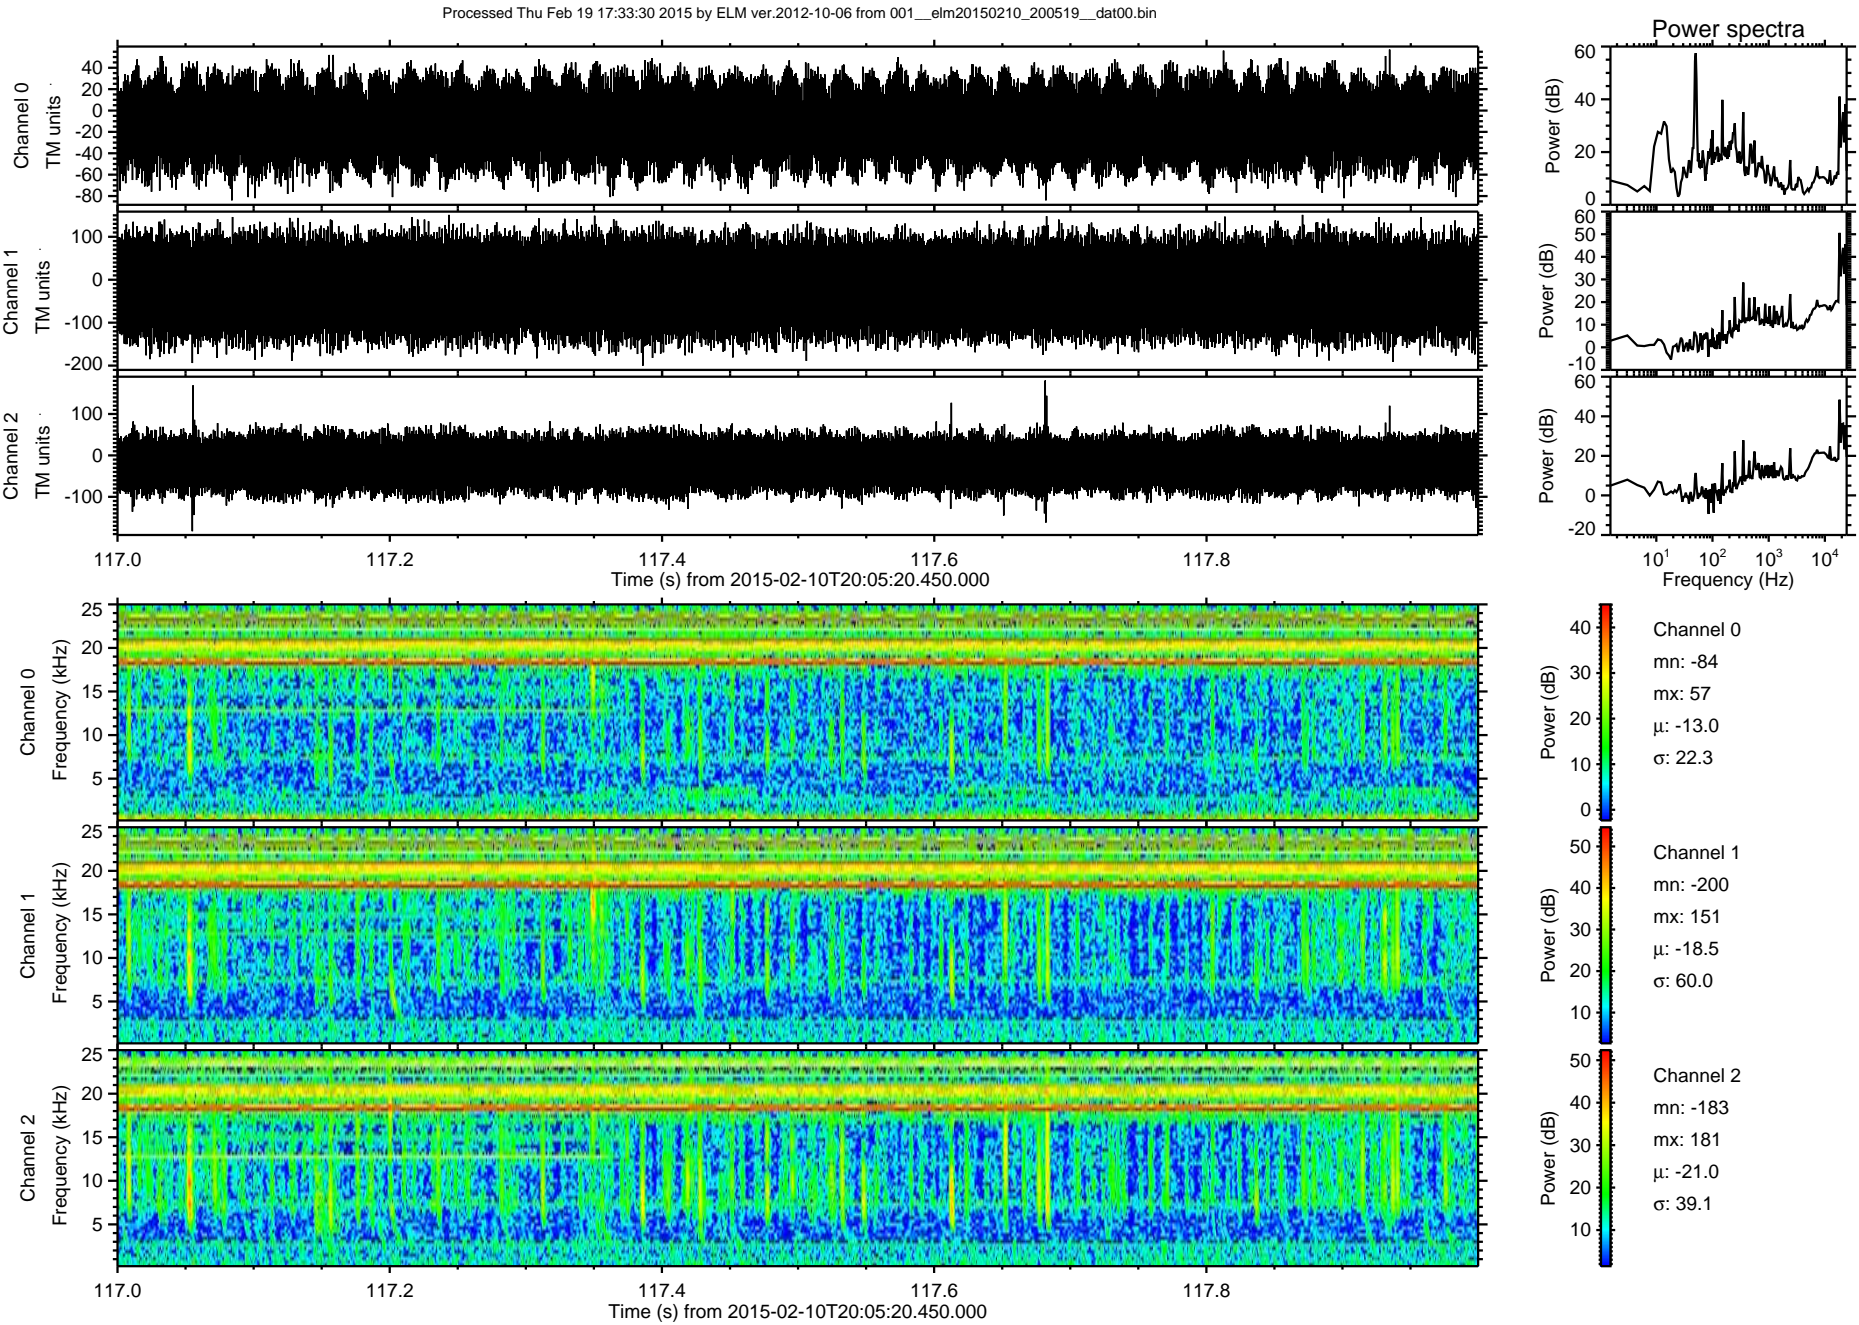 Processed Thu Feb 19 17:33:30 2015 by ELM ver.2012-10-06 from 001__elm20150210_200519__dat00.bin
Power spectra
Channel 0
TM units
40
20
0
-20
-40
-60
-80
Power (dB)
60
40
20
0
Channel 1
TM units
100
0
-100
-200
Power (dB)
60
50
40
30
20
10
0
-10
Channel 2
TM units
100
0
-100
Power (dB)
60
40
20
0
-20
117.0 117.2 117.4 117.6 117.8
Time (s) from 2015-02-10T20:05:20.450.000
10^1 10^2 10^3 10^4
Frequency (Hz)
Channel 0
Frequency (kHz)
25
20
15
10
5
Power (dB)
40
30
20
10
0
Channel 0
mn: -84
mx: 57
μ: -13.0
σ: 22.3
Channel 1
Frequency (kHz)
25
20
15
10
5
Power (dB)
50
40
30
20
10
Channel 1
mn: -200
mx: 151
μ: -18.5
σ: 60.0
Channel 2
Frequency (kHz)
25
20
15
10
5
Power (dB)
50
40
30
20
10
Channel 2
mn: -183
mx: 181
μ: -21.0
σ: 39.1
117.0 117.2 117.4 117.6 117.8
Time (s) from 2015-02-10T20:05:20.450.000